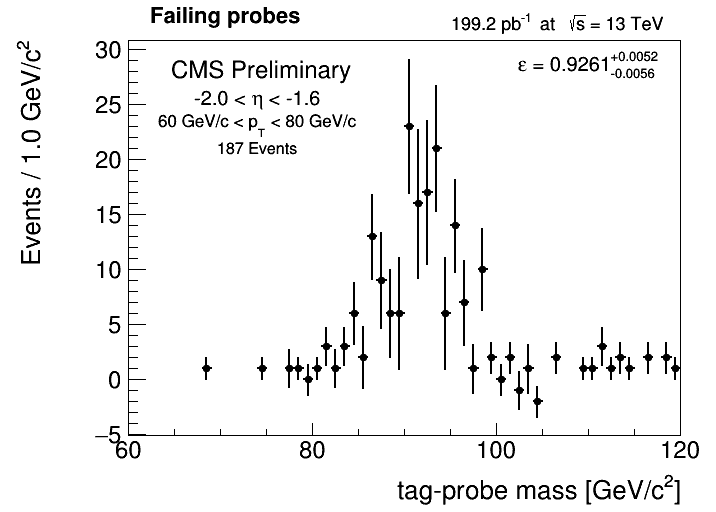 Failing probes
199.2 pb⁻¹ at √s = 13 TeV
CMS Preliminary
-2.0 < η < -1.6
60 GeV/c < p_T < 80 GeV/c
187 Events
ε = 0.9261 +0.0052 -0.0056
Events / 1.0 GeV/c²
30
25
20
15
10
5
0
−5
60 80 100 120
tag-probe mass [GeV/c²]